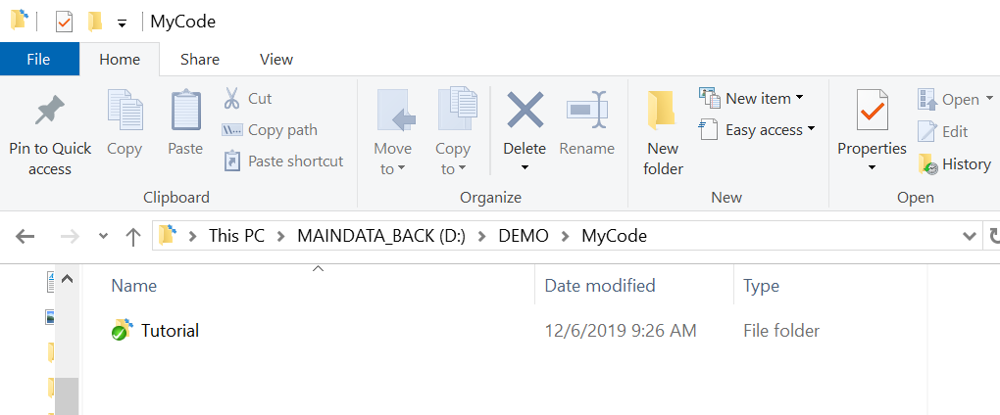 MyCode
File Home Share View
Pin to Quick access
Copy
Paste
Cut
Copy path
Paste shortcut
Clipboard
Move to
Copy to
Delete
Rename
Organize
New folder
New item
Easy access
New
Properties
Open
Edit
History
Open
This PC MAINDATA_BACK (D:) DEMO MyCode
Name Date modified Type
Tutorial 12/6/2019 9:26 AM File folder